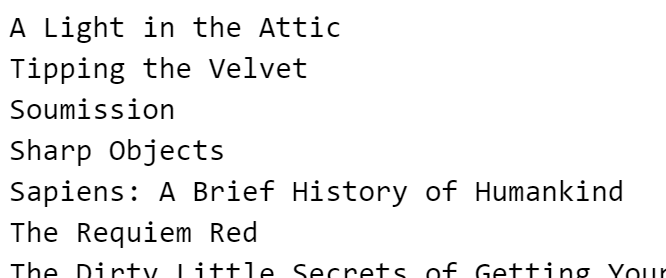 A Light in the Attic
Tipping the Velvet
Soumission
Sharp Objects
Sapiens: A Brief History of Humankind
The Requiem Red
The Dirty Little Secrets of Getting Your